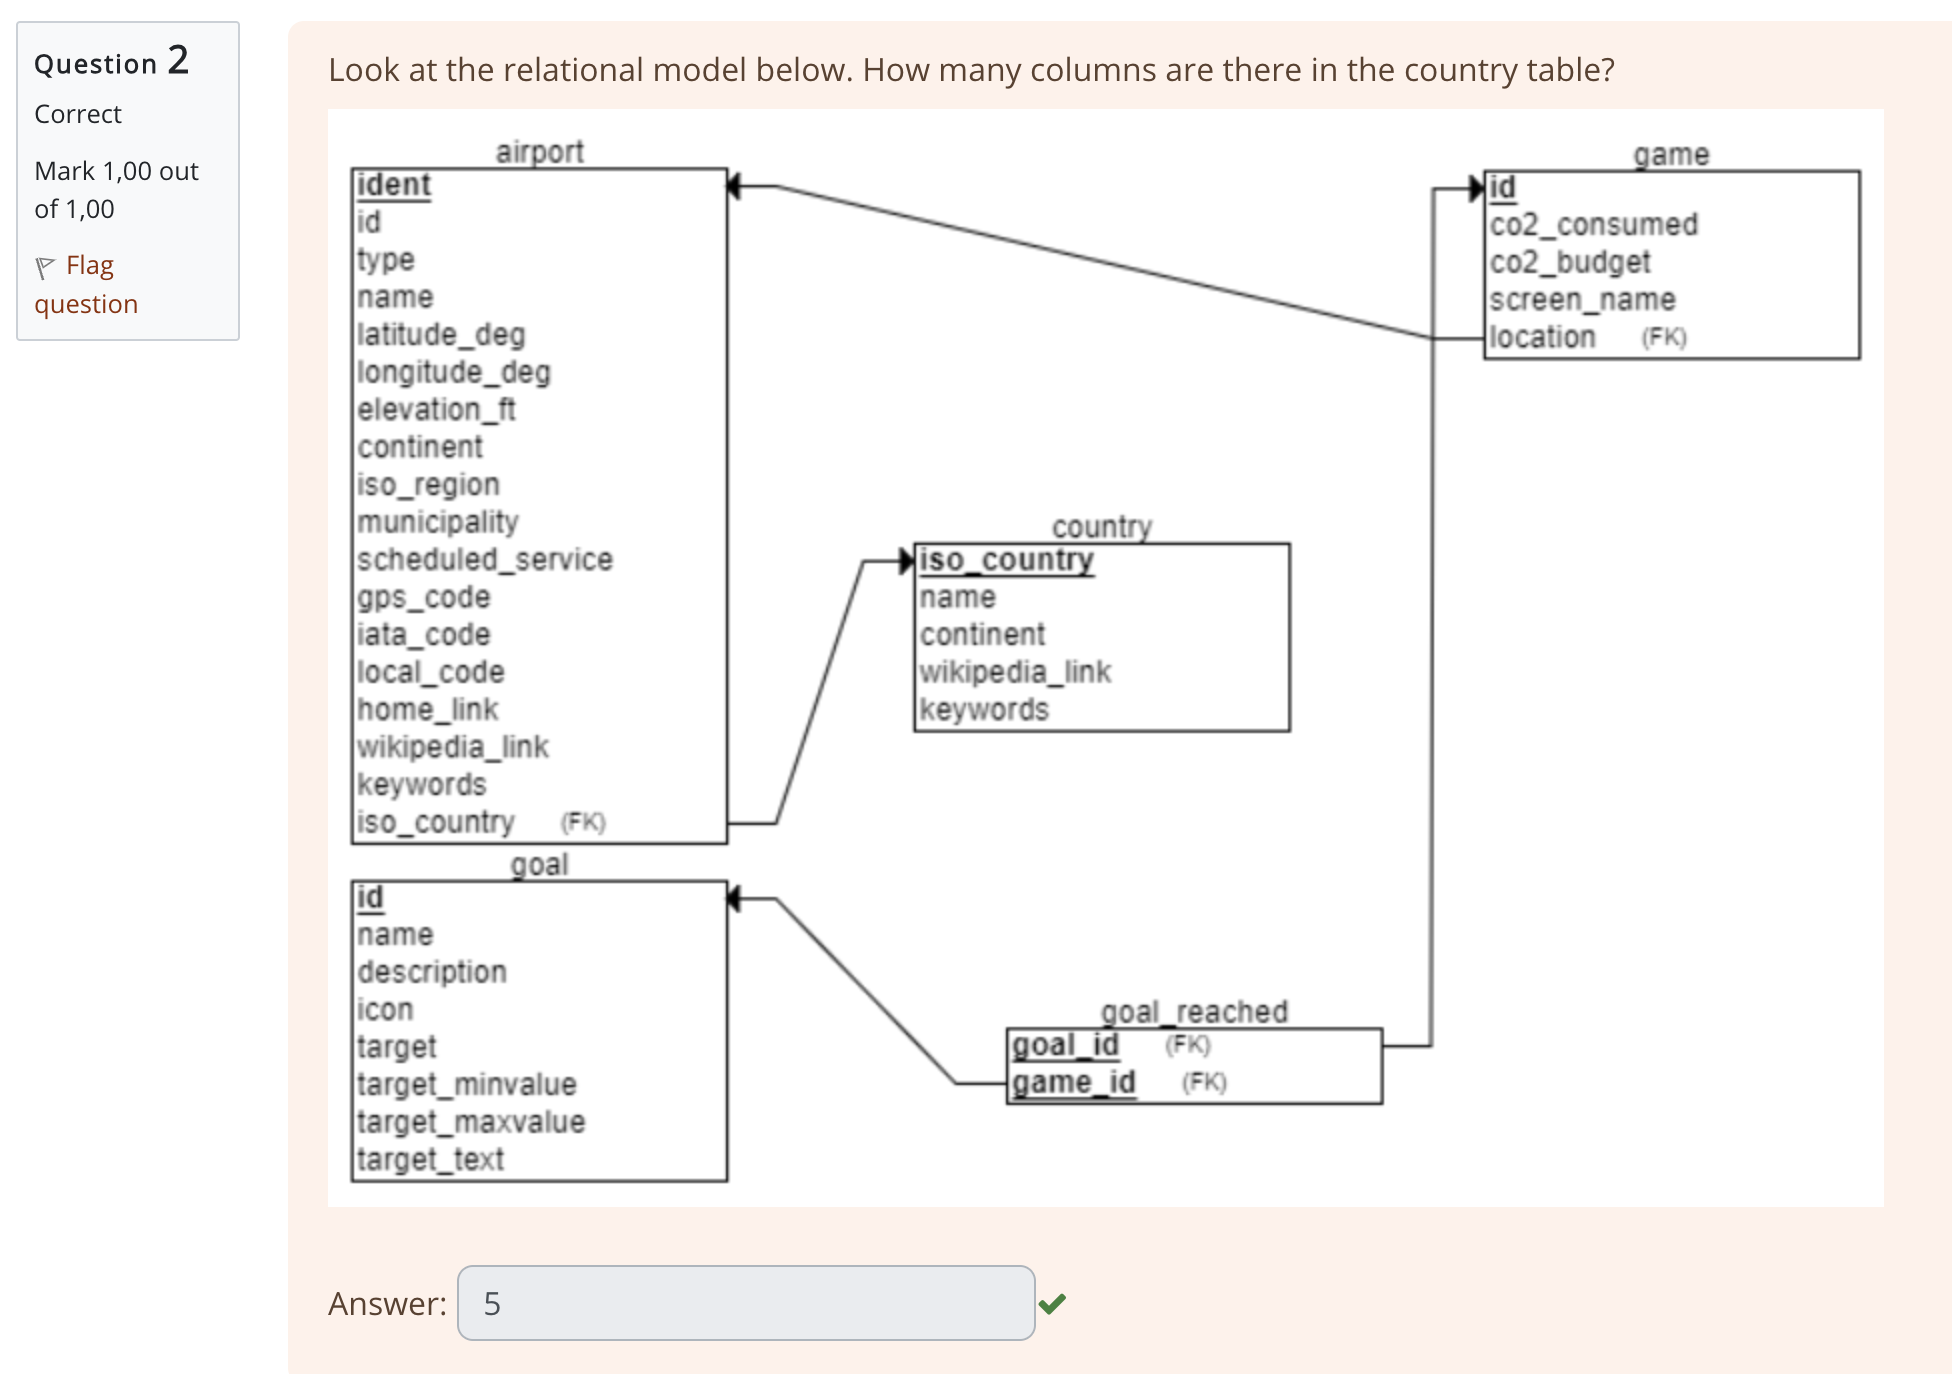 Question 2
Correct
Mark 1,00 out
of 1,00
Flag
question
Look at the relational model below. How many columns are there in the country table?
airport
ident
id
type
name
latitude_deg
longitude_deg
elevation_ft
continent
iso_region
municipality
scheduled_service
gps_code
iata_code
local_code
home_link
wikipedia_link
keywords
iso_country (FK)
game
id
co2_consumed
co2_budget
screen_name
location (FK)
country
iso_country
name
continent
wikipedia_link
keywords
goal
id
name
description
icon
target
target_minvalue
target_maxvalue
target_text
goal_reached
goal_id (FK)
game_id (FK)
Answer: 5